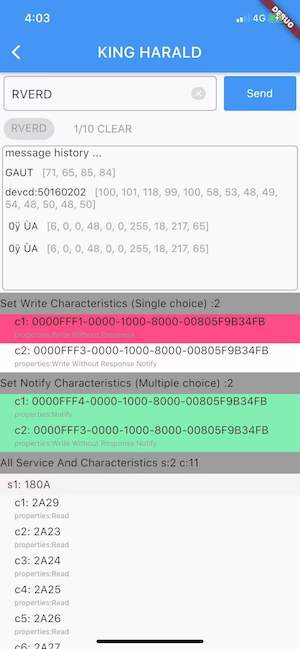 4:03
4G
DEBUG
KING HARALD
RVERD
Send
RVERD
1/10 CLEAR
message history ...
GAUT [71, 65, 85, 84]
devcd:50160202 [100, 101, 118, 99, 100, 58, 53, 48, 49,
54, 48, 50, 48, 50]
0ÿ ÙA [6, 0, 0, 48, 0, 0, 255, 18, 217, 65]
0ÿ ÙA [6, 0, 0, 48, 0, 0, 255, 18, 217, 65]
Set Write Characteristics (Single choice) :2
c1: 0000FFF1-0000-1000-8000-00805F9B34FB
properties:Write Without Response
c2: 0000FFF3-0000-1000-8000-00805F9B34FB
properties:Write Without Response Notify
Set Notify Characteristics (Multiple choice) :2
c1: 0000FFF4-0000-1000-8000-00805F9B34FB
properties:Notify
c2: 0000FFF3-0000-1000-8000-00805F9B34FB
properties:Write Without Response Notify
All Service And Characteristics s:2 c:11
s1: 180A
c1: 2A29
properties:Read
c2: 2A23
properties:Read
c3: 2A24
properties:Read
c4: 2A25
properties:Read
c5: 2A26
properties:Read
c6: 2A27